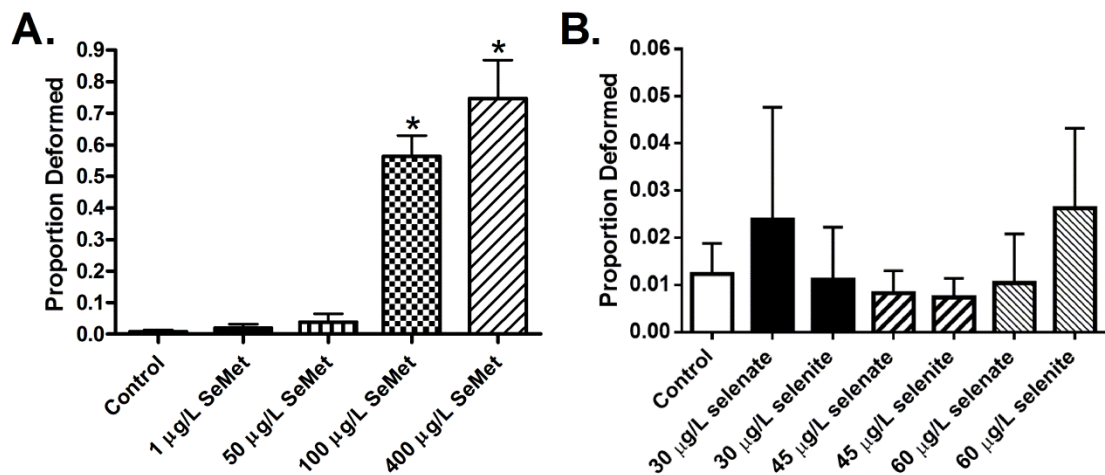 A.
Proportion Deformed
0.9
0.8
0.7
0.6
0.5
0.4
0.3
0.2
0.1
0.0
*
*
Control
1 μg/L SeMet
50 μg/L SeMet
100 μg/L SeMet
400 μg/L SeMet
B.
Proportion Deformed
0.06
0.05
0.04
0.03
0.02
0.01
0.00
Control
30 μg/L selenate
30 μg/L selenite
45 μg/L selenate
45 μg/L selenite
60 μg/L selenate
60 μg/L selenite